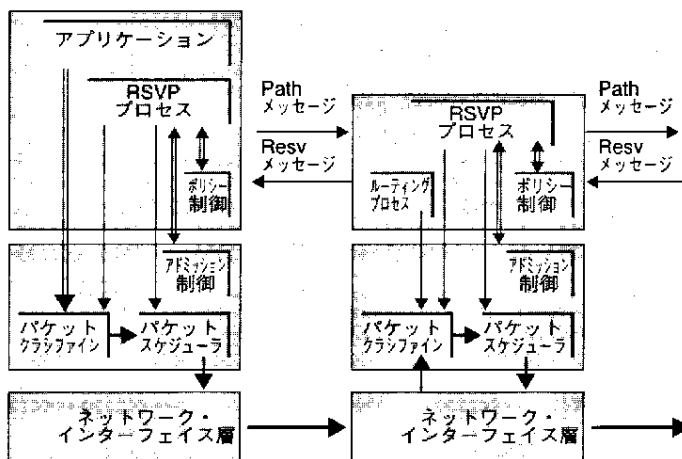 アプリケーション
RSVP
プロセス
ポリシー
制御
アドミッション
制御
パケット
クラシファイン
パケット
スケジューラ
ネットワーク・
インターフェイス層
Path
メッセージ
Resv
メッセージ
RSVP
プロセス
ルーティング
プロセス
ポリシー
制御
アドミッション
制御
パケット
クラシファイン
パケット
スケジューラ
ネットワーク・
インターフェイス層
Path
メッセージ
Resv
メッセージ